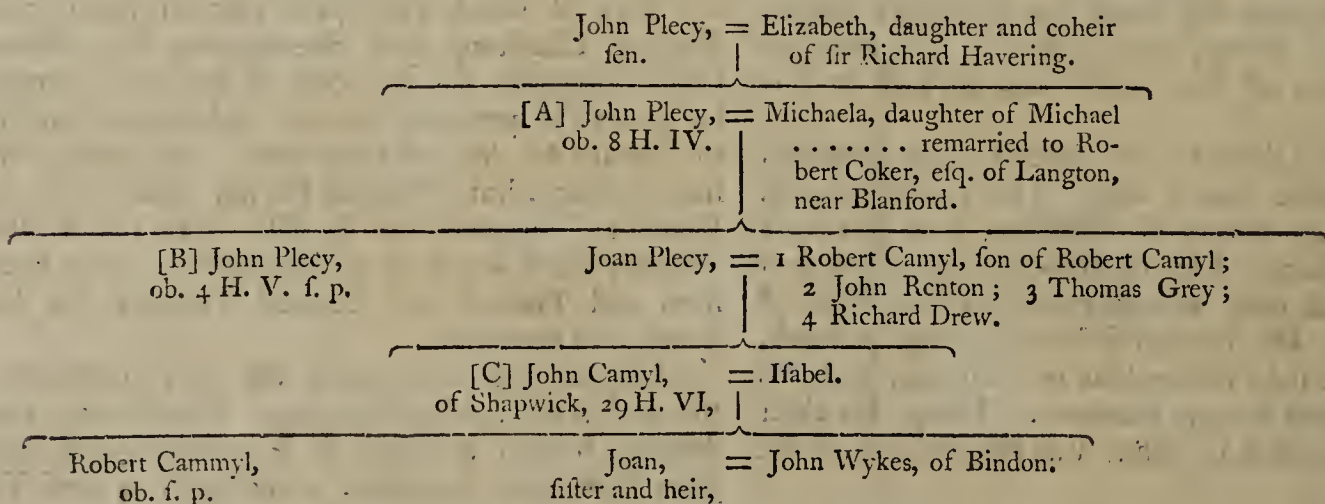 John Plecy, = Elizabeth, daughter and coheir
ſen. of ſir Richard Havering.
[A] John Plecy, = Michaela, daughter of Michael
ob. 8 H. IV. . . . . . . . remarried to Ro-
bert Coker, eſq. of Langton,
near Blanford.
[B] John Plecy, Joan Plecy, = 1 Robert Camyl, ſon of Robert Camyl;
ob. 4 H. V. ſ. p. 2 John Renton; 3 Thomas Grey;
4 Richard Drew.
[C] John Camyl, = Iſabel.
of Shapwick, 29 H. VI,
Robert Cammyl, Joan, = John Wykes, of Bindon.
ob. ſ. p. ſiſter and heir,